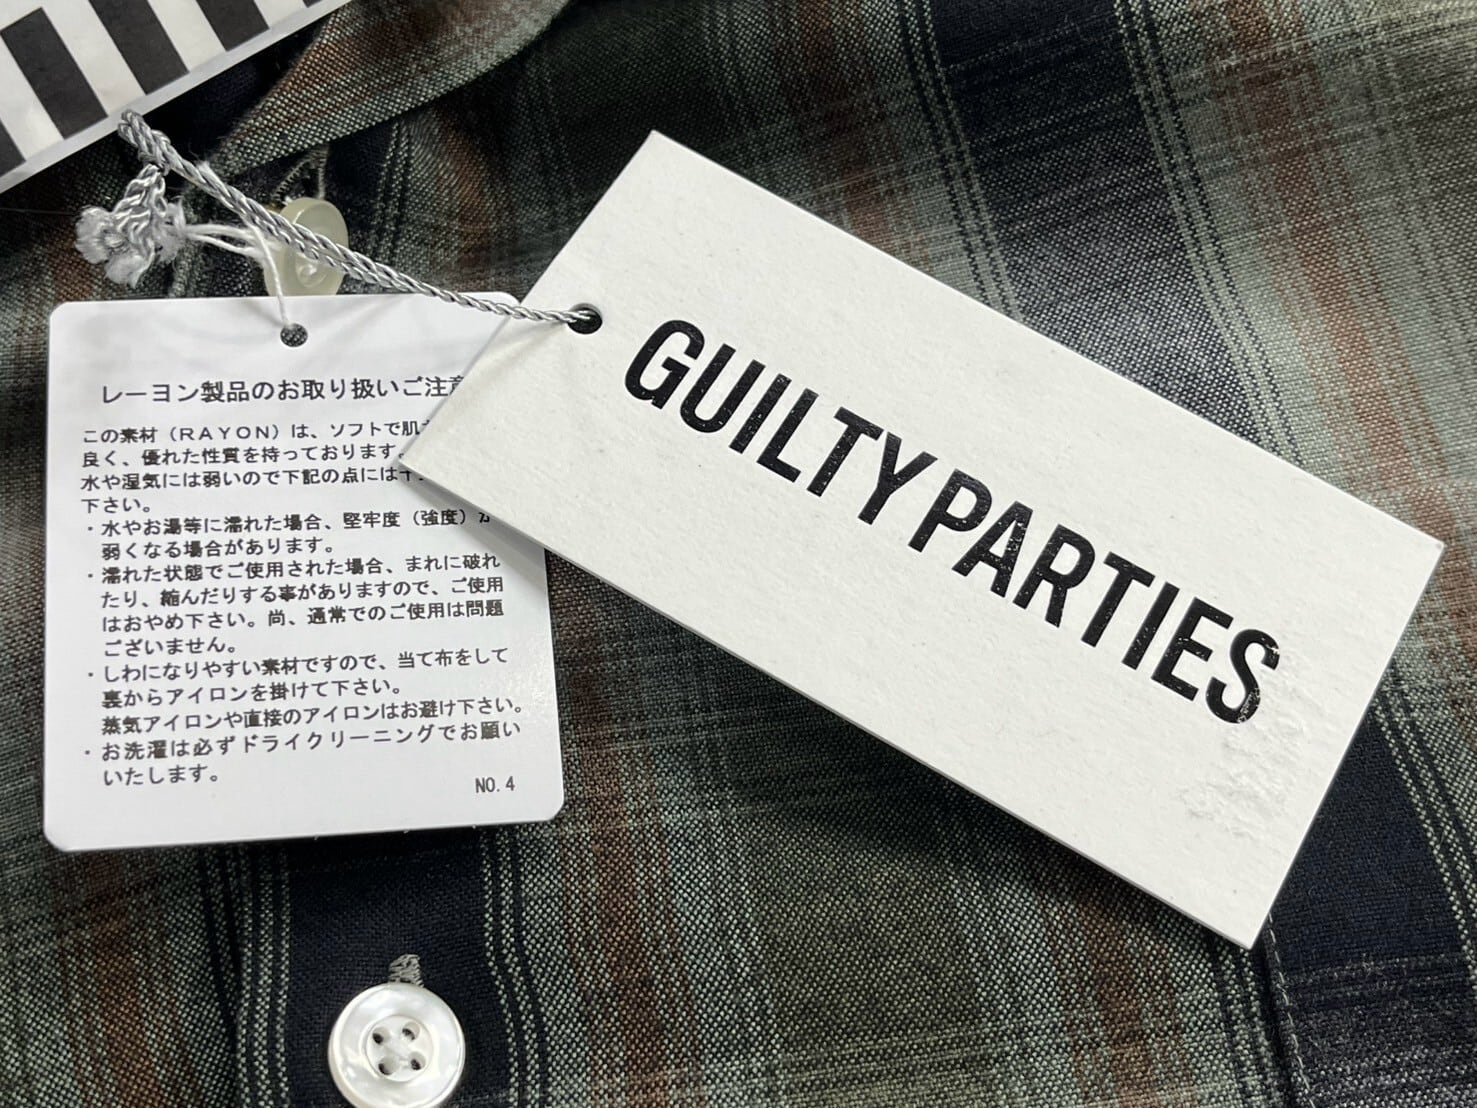 レーヨン製品のお取り扱いご注意
この素材(RAYON)は、ソフトで肌
良く、優れた性質を持っております
水や湿気には弱いので下記の点には十
下さい。
・水やお湯等に濡れた場合、堅牢度(強度)が
弱くなる場合があります。
・濡れた状態でご使用された場合、まれに破れ
たり、縮んだりする事がありますので、ご使用
はおやめ下さい。尚、通常でのご使用は問題
ございません。
・しわになりやすい素材ですので、当て布をして
裏からアイロンを掛けて下さい。
蒸気アイロンや直接のアイロンはお避け下さい。
・お洗濯は必ずドライクリーニングでお願い
いたします。
NO.4
GUILTY PARTIES